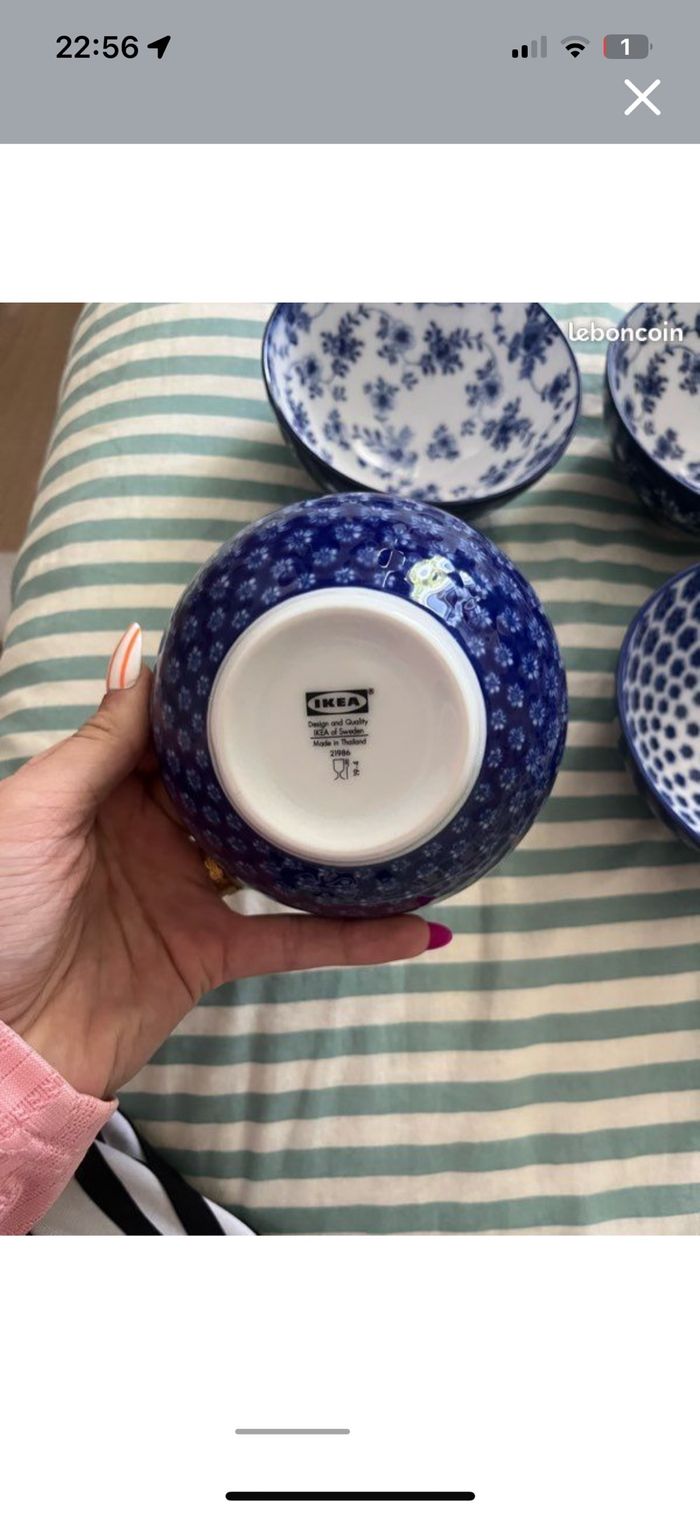 22:56
1
leboncoin
IKEA®
Design and Quality
IKEA of Sweden
Made in Thailand
21986